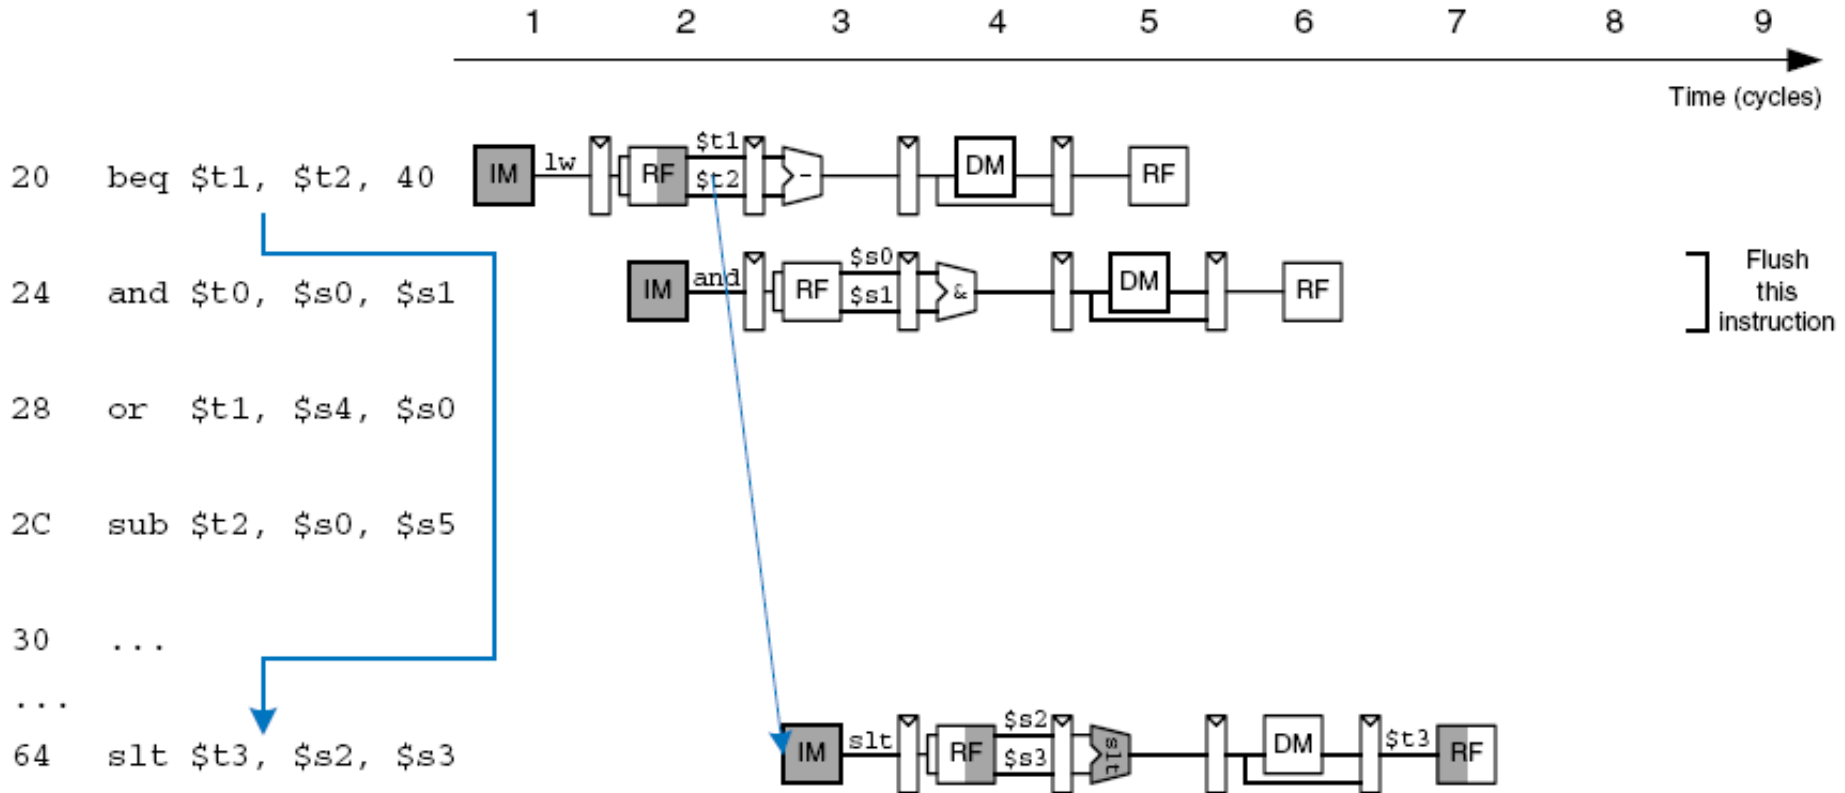 1 2 3 4 5 6 7 8 9
Time (cycles)
20 beq $t1, $t2, 40 IM lw RF $t1 $t2 - DM RF
24 and $t0, $s0, $s1 IM and RF $s0 $s1 & DM RF
Flush
this
instruction
28 or $t1, $s4, $s0
2C sub $t2, $s0, $s5
30 ...
...
64 slt $t3, $s2, $s3 IM slt RF $s2 $s3 slt DM $t3 RF